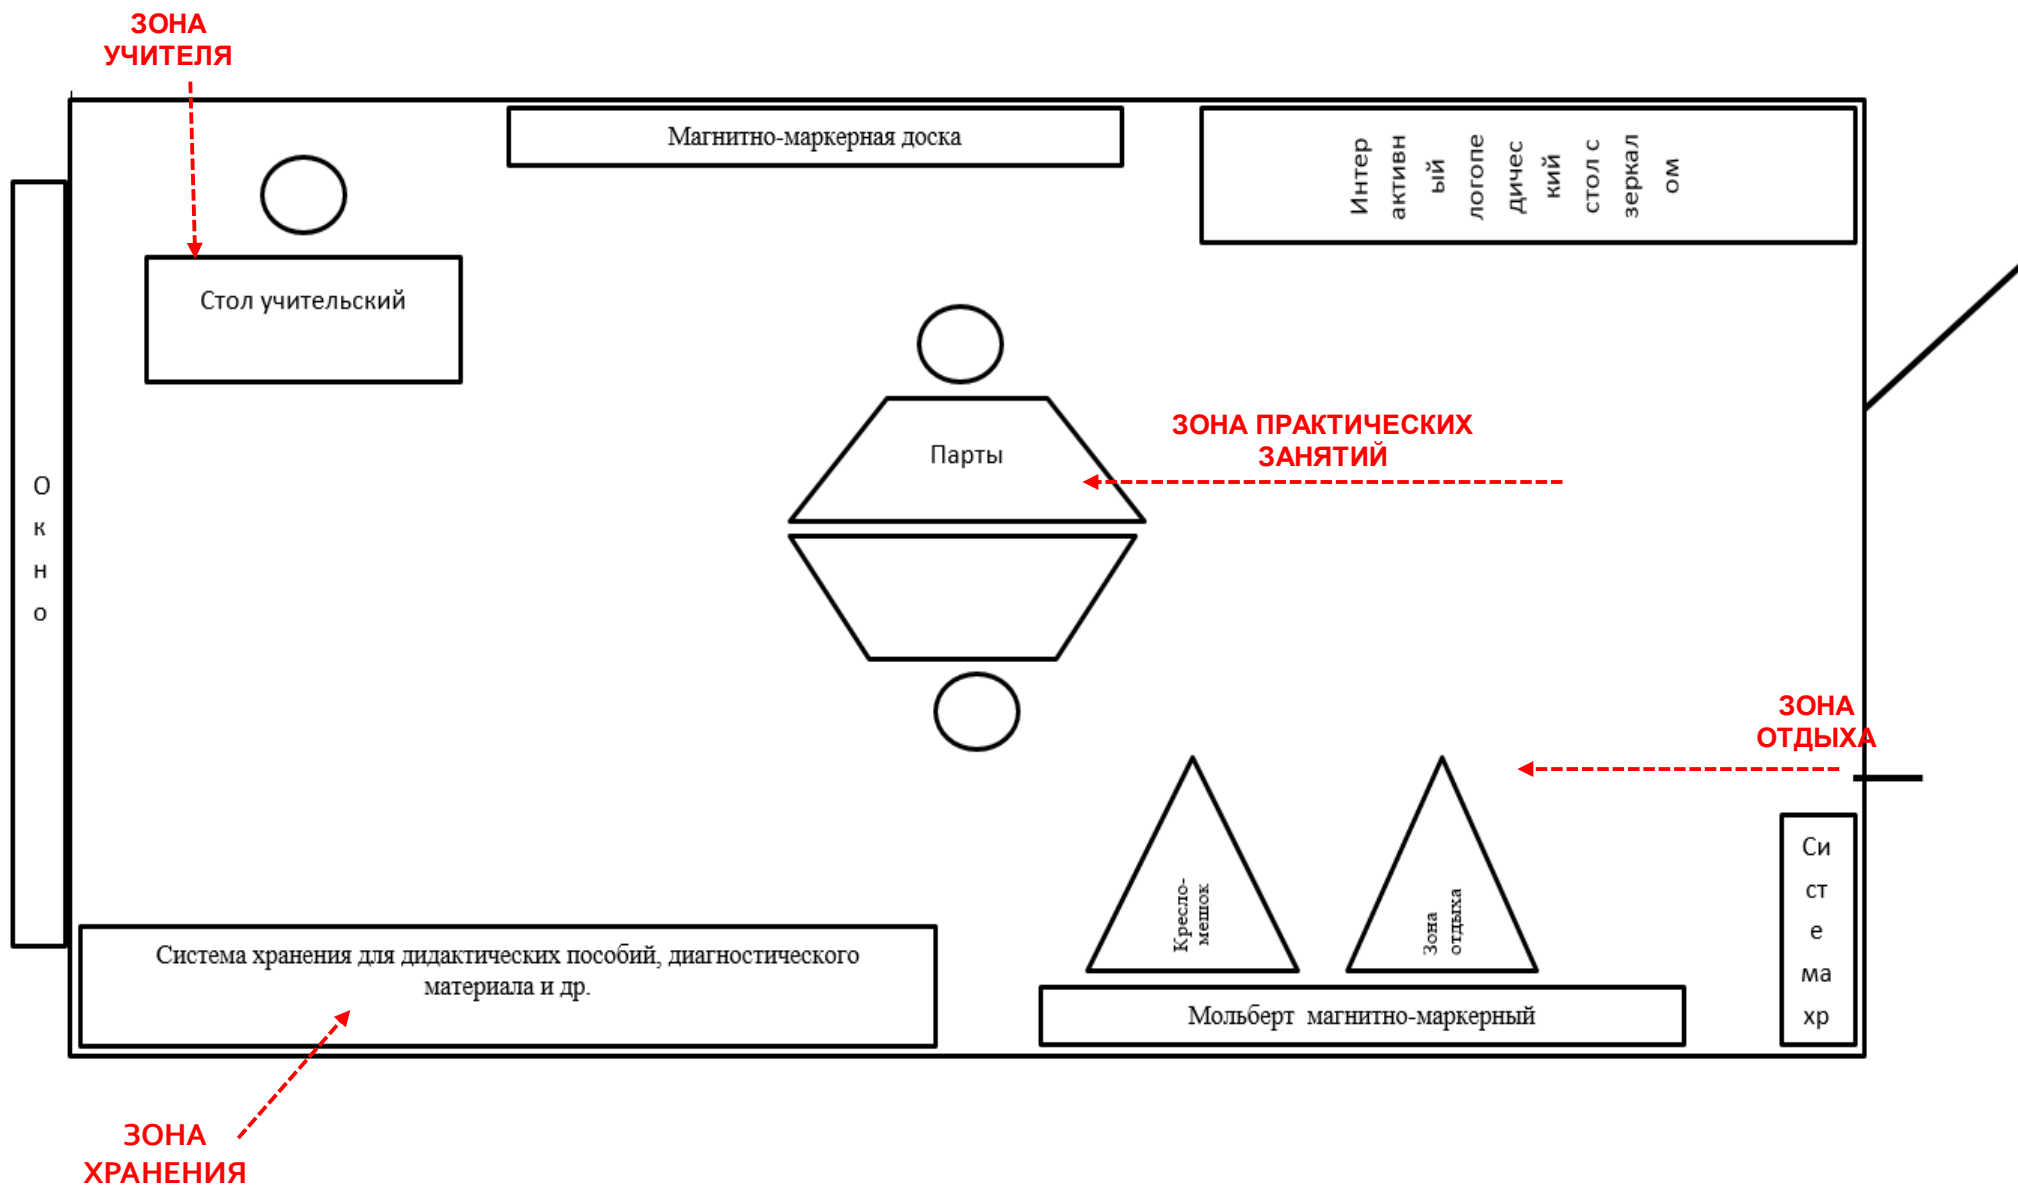 ЗОНА
УЧИТЕЛЯ
Магнитно-маркерная доска
Интер
активн
ый
логопе
дичес
кий
стол с
зеркал
ом
Стол учительский
Парты
ЗОНА ПРАКТИЧЕСКИХ
ЗАНЯТИЙ
О
к
н
о
ЗОНА
ОТДЫХА
Кресло-
мешок
Зона
отдыха
Си
ст
е
ма
хр
Система хранения для дидактических пособий, диагностического
материала и др.
Мольберт магнитно-маркерный
ЗОНА
ХРАНЕНИЯ